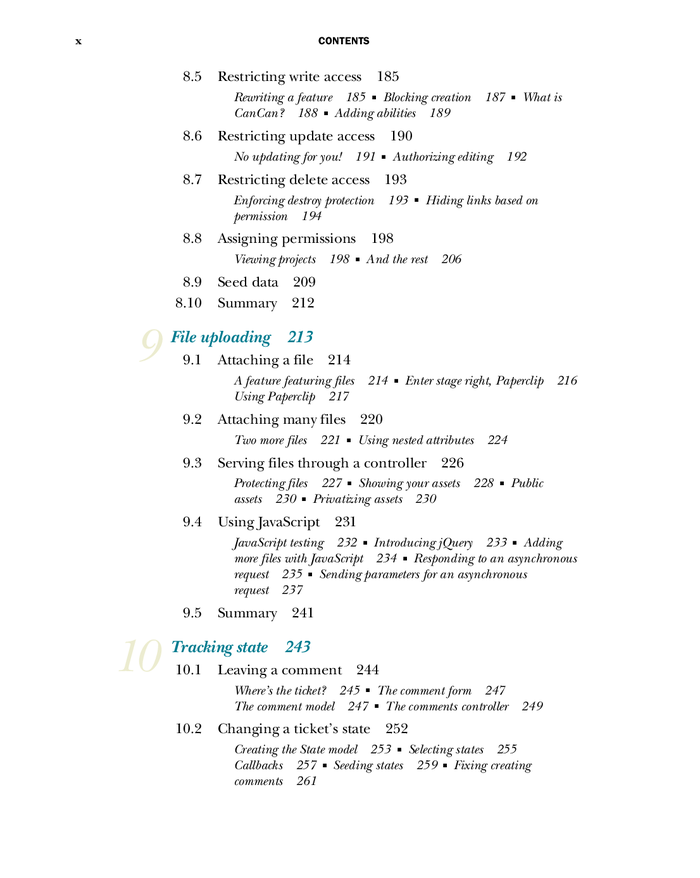 x CONTENTS
8.5 Restricting write access 185
Rewriting a feature 185 ■ Blocking creation 187 ■ What is
CanCan? 188 ■ Adding abilities 189
8.6 Restricting update access 190
No updating for you! 191 ■ Authorizing editing 192
8.7 Restricting delete access 193
Enforcing destroy protection 193 ■ Hiding links based on
permission 194
8.8 Assigning permissions 198
Viewing projects 198 ■ And the rest 206
8.9 Seed data 209
8.10 Summary 212
9 File uploading 213
9.1 Attaching a file 214
A feature featuring files 214 ■ Enter stage right, Paperclip 216
Using Paperclip 217
9.2 Attaching many files 220
Two more files 221 ■ Using nested attributes 224
9.3 Serving files through a controller 226
Protecting files 227 ■ Showing your assets 228 ■ Public
assets 230 ■ Privatizing assets 230
9.4 Using JavaScript 231
JavaScript testing 232 ■ Introducing jQuery 233 ■ Adding
more files with JavaScript 234 ■ Responding to an asynchronous
request 235 ■ Sending parameters for an asynchronous
request 237
9.5 Summary 241
10 Tracking state 243
10.1 Leaving a comment 244
Where's the ticket? 245 ■ The comment form 247
The comment model 247 ■ The comments controller 249
10.2 Changing a ticket's state 252
Creating the State model 253 ■ Selecting states 255
Callbacks 257 ■ Seeding states 259 ■ Fixing creating
comments 261